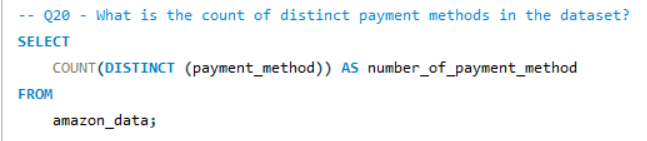 -- Q20 - What is the count of distinct payment methods in the dataset?
SELECT
    COUNT(DISTINCT (payment_method)) AS number_of_payment_method
FROM
    amazon_data;